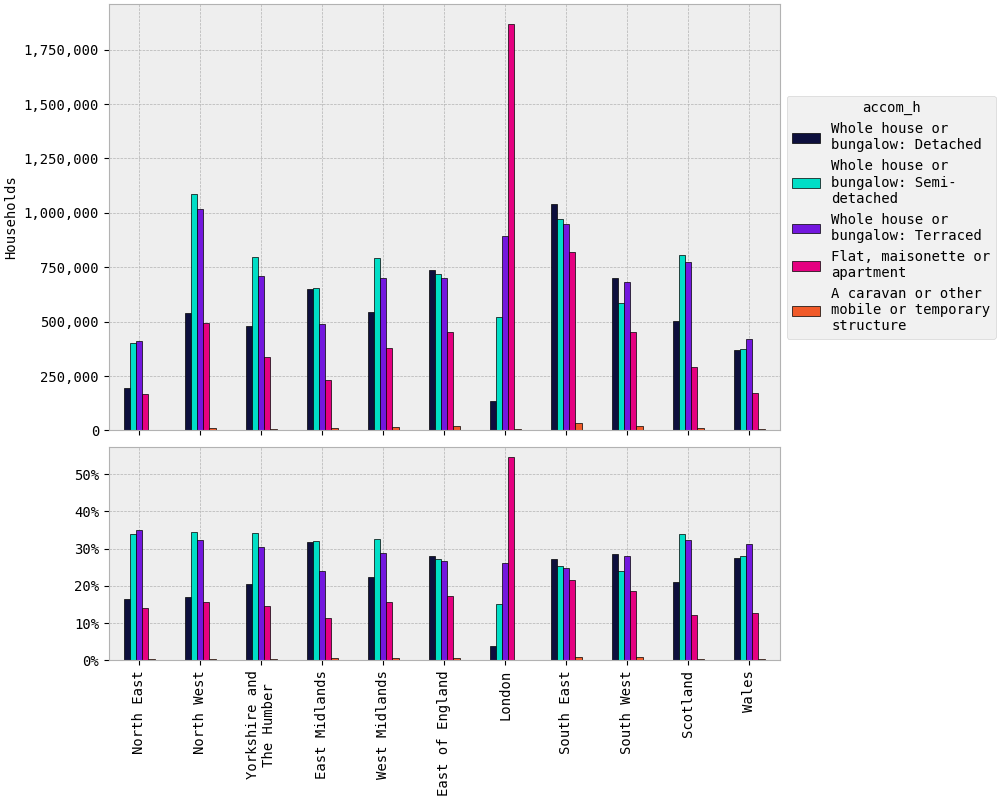 1,750,000
1,500,000
1,250,000
1,000,000
750,000
500,000
250,000
0
Households
accom_h
Whole house or
bungalow: Detached
Whole house or
bungalow: Semi-
detached
Whole house or
bungalow: Terraced
Flat, maisonette or
apartment
A caravan or other
mobile or temporary
structure
50%
40%
30%
20%
10%
0%
North East
North West
Yorkshire and
The Humber
East Midlands
West Midlands
East of England
London
South East
South West
Scotland
Wales